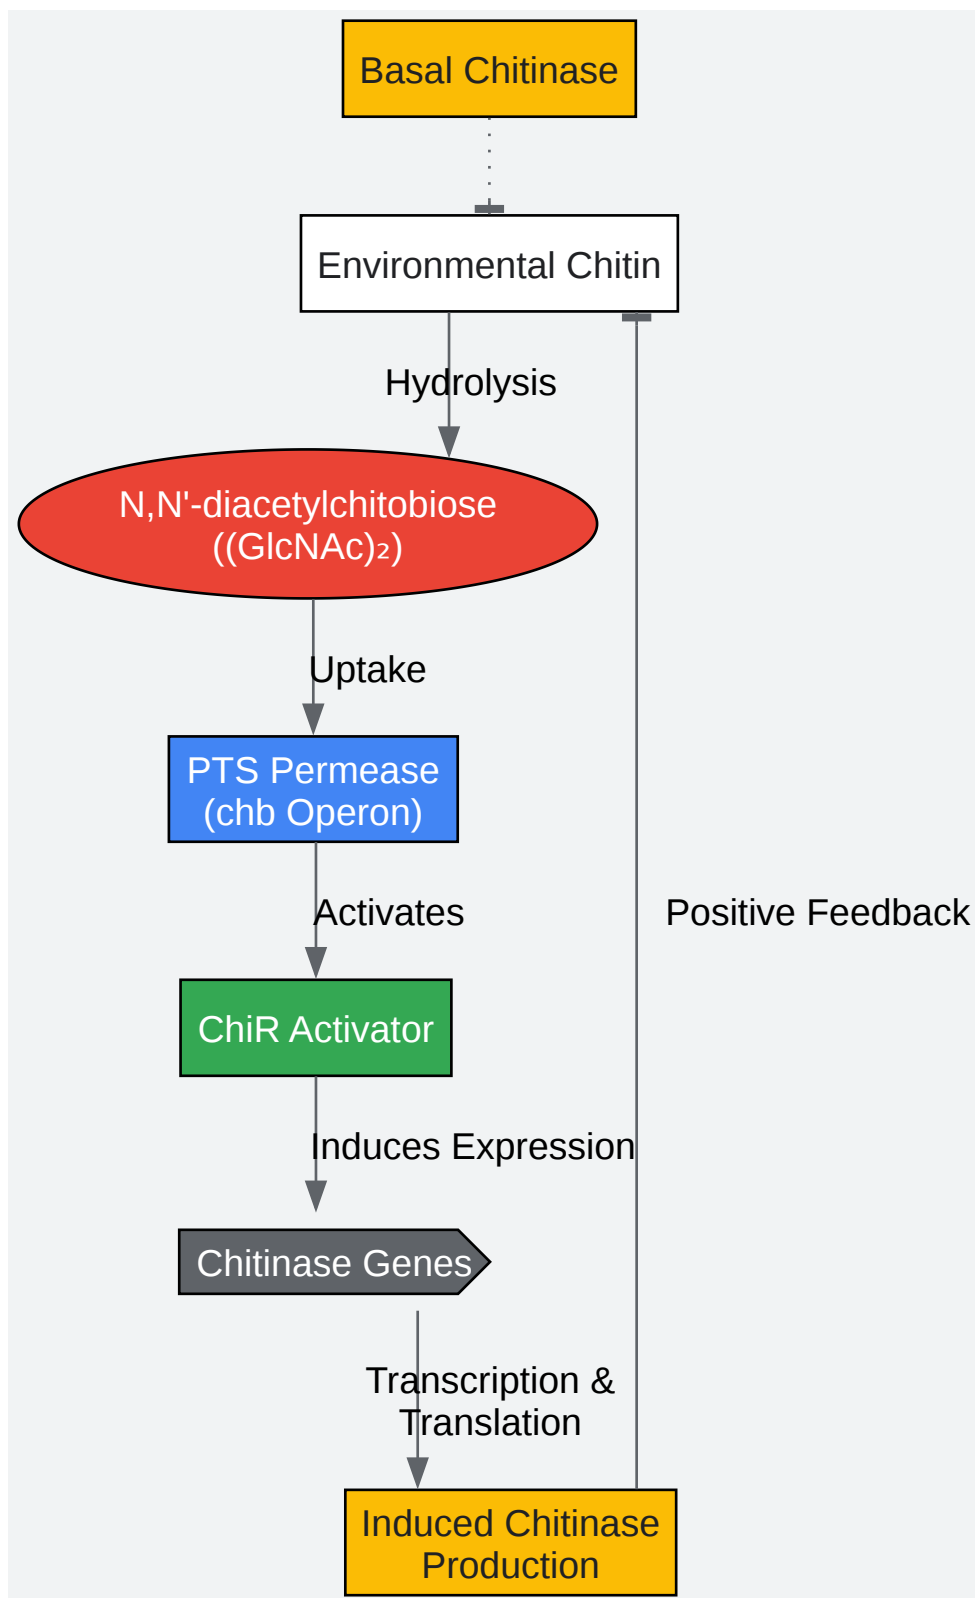 Basal Chitinase
Environmental Chitin
Hydrolysis
N,N'-diacetylchitobiose
((GlcNAc)₂)
Uptake
PTS Permease
(chb Operon)
Activates
Positive Feedback
ChiR Activator
Induces Expression
Chitinase Genes
Transcription &
Translation
Induced Chitinase
Production